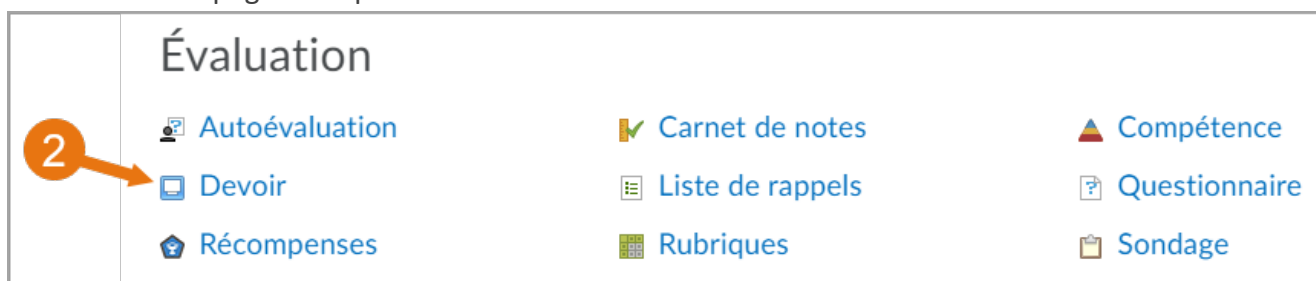 Évaluation
Autoévaluation Carnet de notes Compétence
2 Devoir Liste de rappels Questionnaire
Récompenses Rubriques Sondage